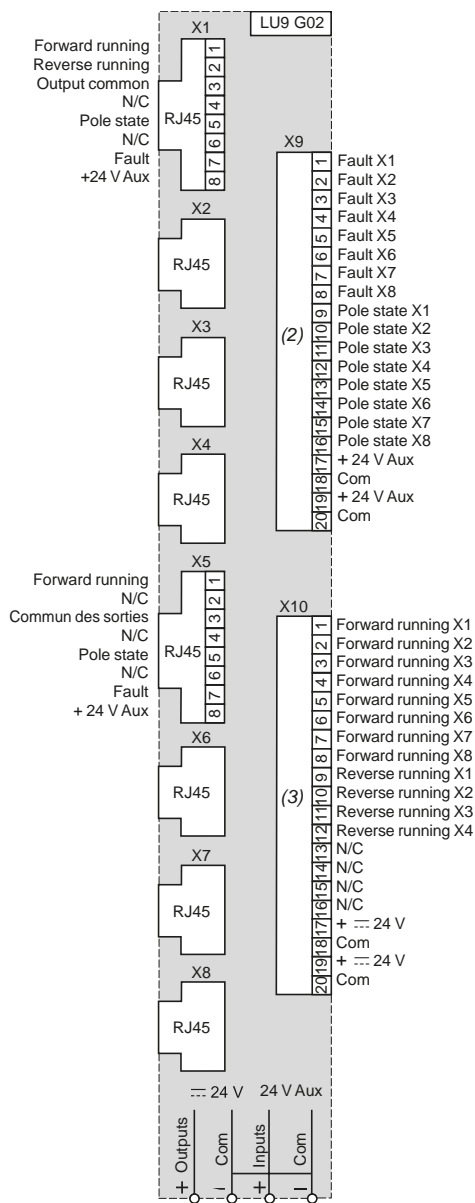 LU9 G02
X1
Forward running 1
Reverse running 2
Output common 3
N/C 4
Pole state 5
N/C 6
Fault 7
+24 V Aux 8
RJ45
X2
RJ45
X3
RJ45
X4
RJ45
X5
Forward running 1
N/C 2
Commun des sorties 3
N/C 4
Pole state 5
N/C 6
Fault 7
+ 24 V Aux 8
RJ45
X6
RJ45
X7
RJ45
X8
RJ45
X9
(2)
1 Fault X1
2 Fault X2
3 Fault X3
4 Fault X4
5 Fault X5
6 Fault X6
7 Fault X7
8 Fault X8
9 Pole state X1
10 Pole state X2
11 Pole state X3
12 Pole state X4
13 Pole state X5
14 Pole state X6
15 Pole state X7
16 Pole state X8
17 + 24 V Aux
18 Com
19 + 24 V Aux
20 Com
X10
(3)
1 Forward running X1
2 Forward running X2
3 Forward running X3
4 Forward running X4
5 Forward running X5
6 Forward running X6
7 Forward running X7
8 Forward running X8
9 Reverse running X1
10 Reverse running X2
11 Reverse running X3
12 Reverse running X4
13 N/C
14 N/C
15 N/C
16 N/C
17 + ⎓ 24 V
18 Com
19 + ⎓ 24 V
20 Com
⎓ 24 V
24 V Aux
+ Outputs
– Com
+ Inputs
– Com